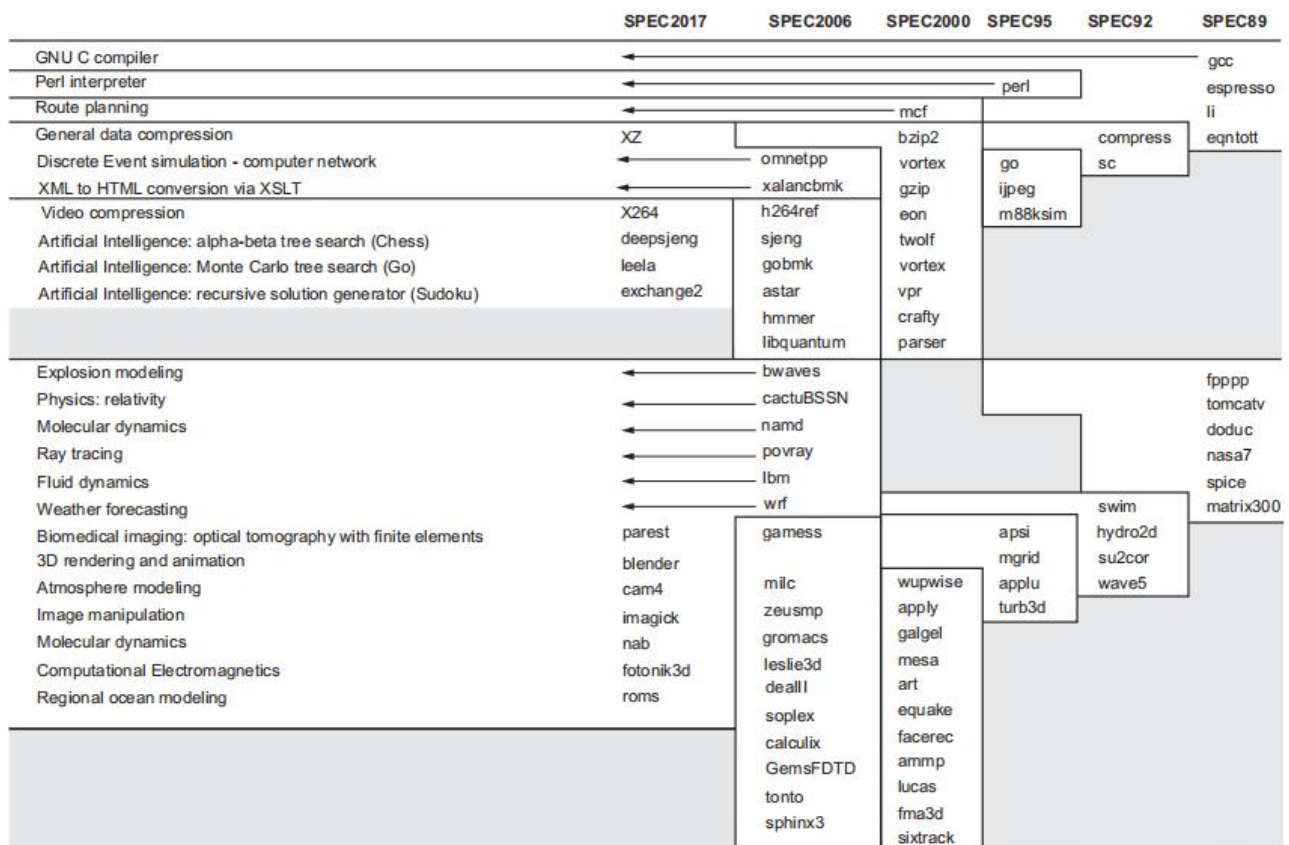 SPEC2017 SPEC2006 SPEC2000 SPEC95 SPEC92 SPEC89
GNU C compiler gcc
Perl interpreter perl espresso
Route planning mcf li
General data compression XZ bzip2 compress eqntott
Discrete Event simulation - computer network omnetpp vortex go sc
XML to HTML conversion via XSLT xalancbmk gzip ijpeg
Video compression X264 h264ref eon m88ksim
Artificial Intelligence: alpha-beta tree search (Chess) deepsjeng sjeng twolf
Artificial Intelligence: Monte Carlo tree search (Go) leela gobmk vortex
Artificial Intelligence: recursive solution generator (Sudoku) exchange2 astar vpr
hmmer crafty
libquantum parser
Explosion modeling bwaves fpppp
Physics: relativity cactuBSSN tomcatv
Molecular dynamics namd doduc
Ray tracing povray nasa7
Fluid dynamics lbm spice
Weather forecasting wrf swim matrix300
Biomedical imaging: optical tomography with finite elements parest gamess apsi hydro2d
3D rendering and animation blender mgrid su2cor
Atmosphere modeling cam4 milc wupwise applu wave5
Image manipulation imagick zeusmp apply turb3d
Molecular dynamics nab gromacs galgel
Computational Electromagnetics fotonik3d leslie3d mesa
Regional ocean modeling roms dealII art
soplex equake
calculix facerec
GemsFDTD ammp
tonto lucas
sphinx3 fma3d
sixtrack